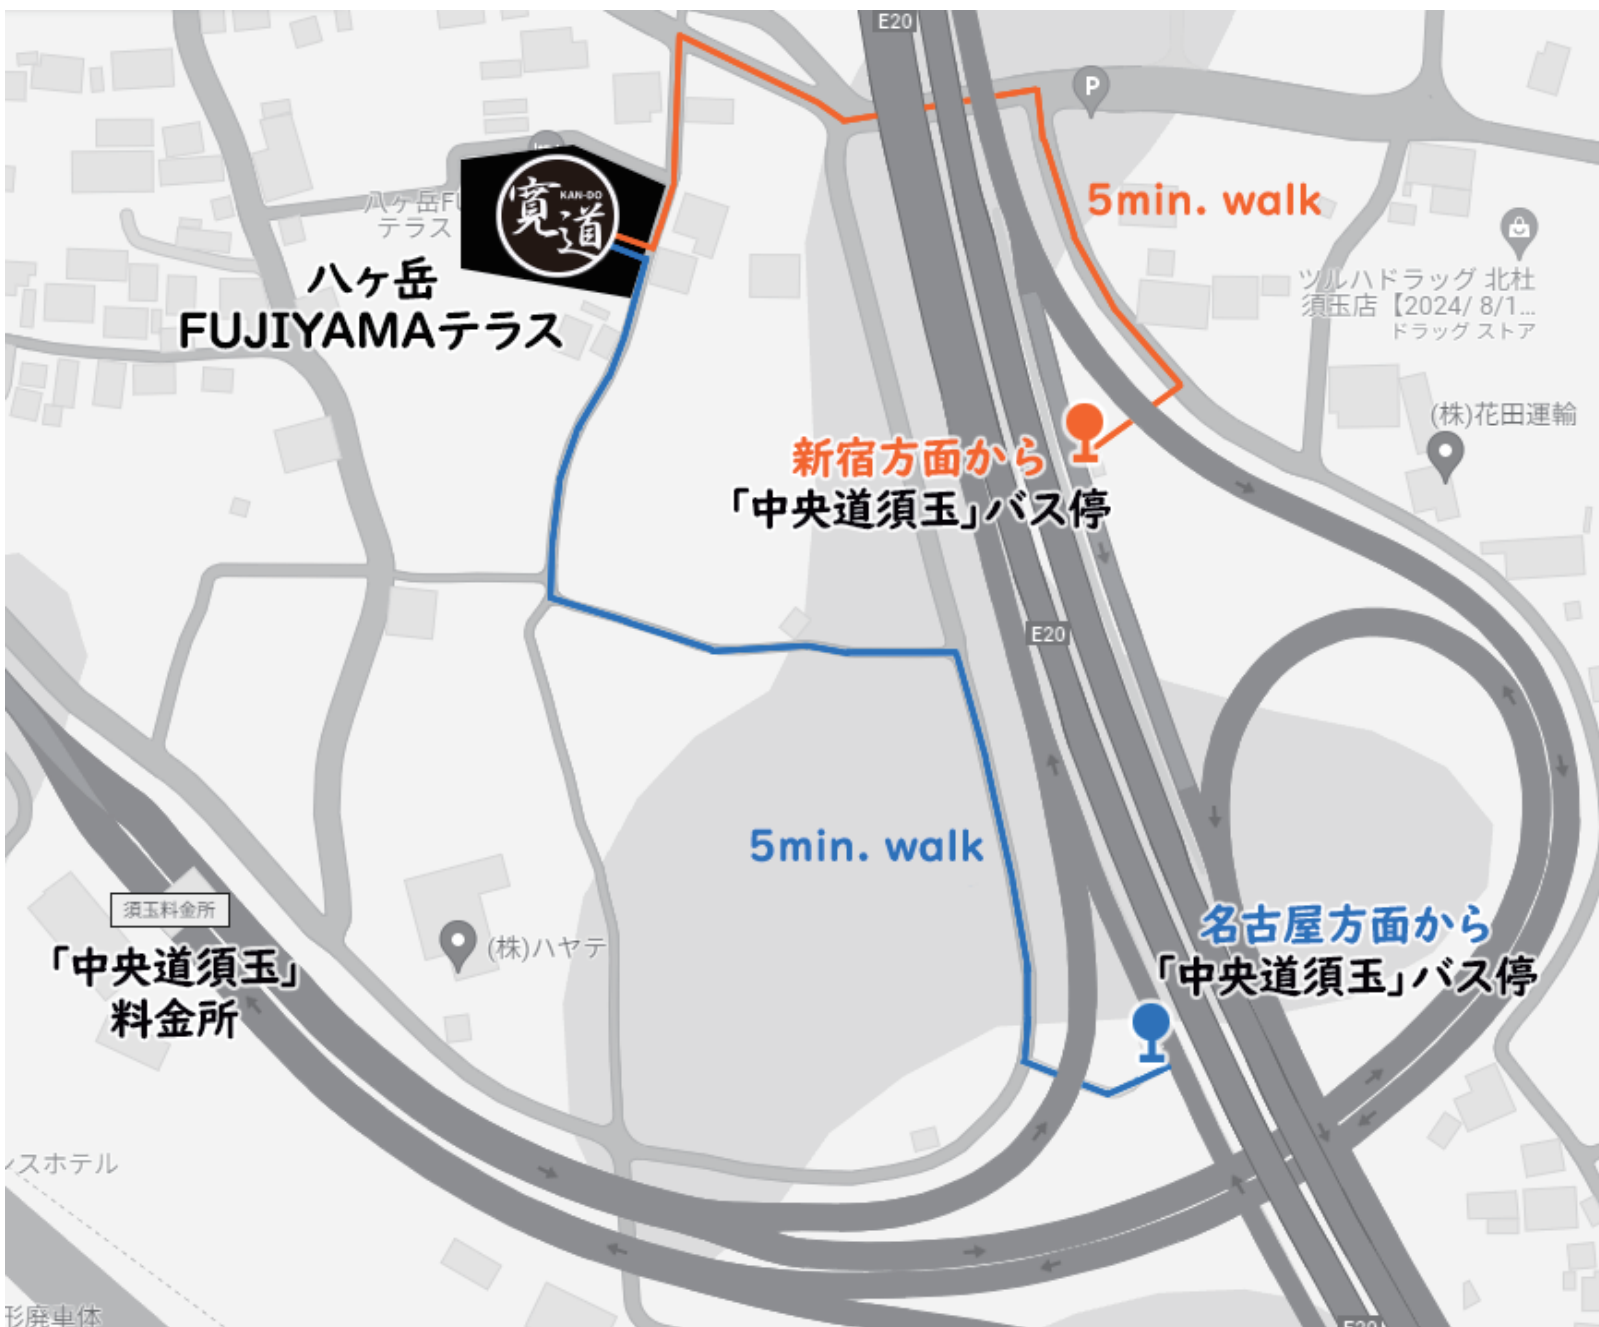 E20
P
5min. walk
KAN-DO
寛道
八ヶ岳FU
テラス
八ヶ岳
FUJIYAMAテラス
ツルハドラッグ 北杜
須玉店【2024/ 8/1...
ドラッグ ストア
(株)花田運輸
新宿方面から
「中央道須玉」バス停
E20
5min. walk
須玉料金所
「中央道須玉」
料金所
(株)ハヤテ
名古屋方面から
「中央道須玉」バス停
スホテル
形廃車体
E20